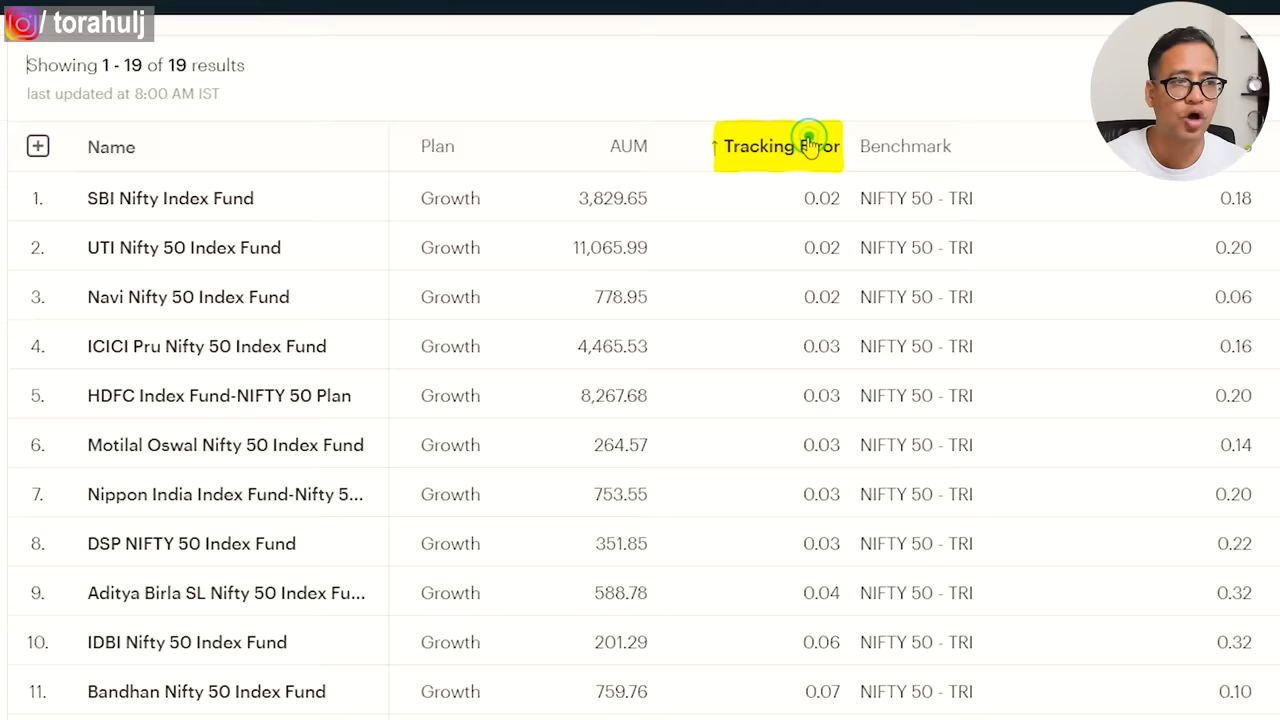 / torahulj
Showing 1 - 19 of 19 results
last updated at 8:00 AM IST
Name Plan AUM ↑ Tracking Error Benchmark
1. SBI Nifty Index Fund Growth 3,829.65 0.02 NIFTY 50 - TRI 0.18
2. UTI Nifty 50 Index Fund Growth 11,065.99 0.02 NIFTY 50 - TRI 0.20
3. Navi Nifty 50 Index Fund Growth 778.95 0.02 NIFTY 50 - TRI 0.06
4. ICICI Pru Nifty 50 Index Fund Growth 4,465.53 0.03 NIFTY 50 - TRI 0.16
5. HDFC Index Fund-NIFTY 50 Plan Growth 8,267.68 0.03 NIFTY 50 - TRI 0.20
6. Motilal Oswal Nifty 50 Index Fund Growth 264.57 0.03 NIFTY 50 - TRI 0.14
7. Nippon India Index Fund-Nifty 5... Growth 753.55 0.03 NIFTY 50 - TRI 0.20
8. DSP NIFTY 50 Index Fund Growth 351.85 0.03 NIFTY 50 - TRI 0.22
9. Aditya Birla SL Nifty 50 Index Fu... Growth 588.78 0.04 NIFTY 50 - TRI 0.32
10. IDBI Nifty 50 Index Fund Growth 201.29 0.06 NIFTY 50 - TRI 0.32
11. Bandhan Nifty 50 Index Fund Growth 759.76 0.07 NIFTY 50 - TRI 0.10